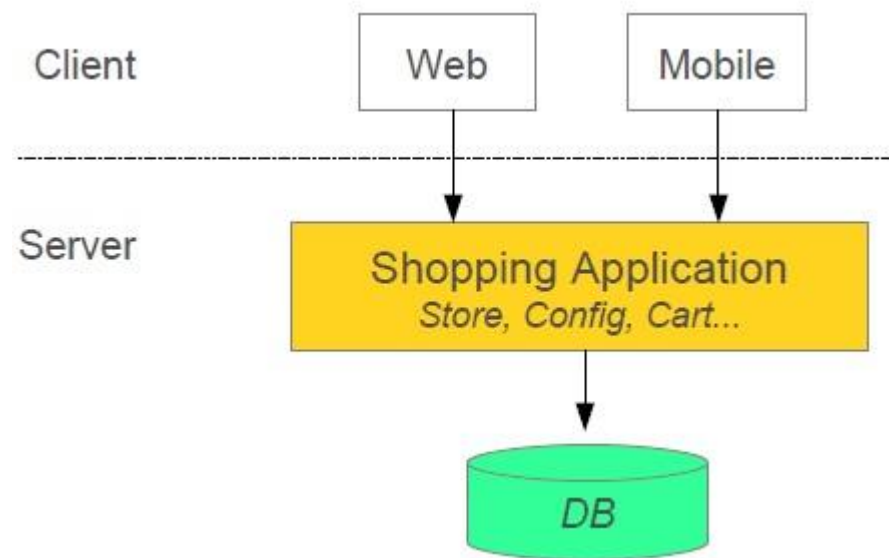 Client
Web
Mobile
Server
Shopping Application
Store, Config, Cart...
DB